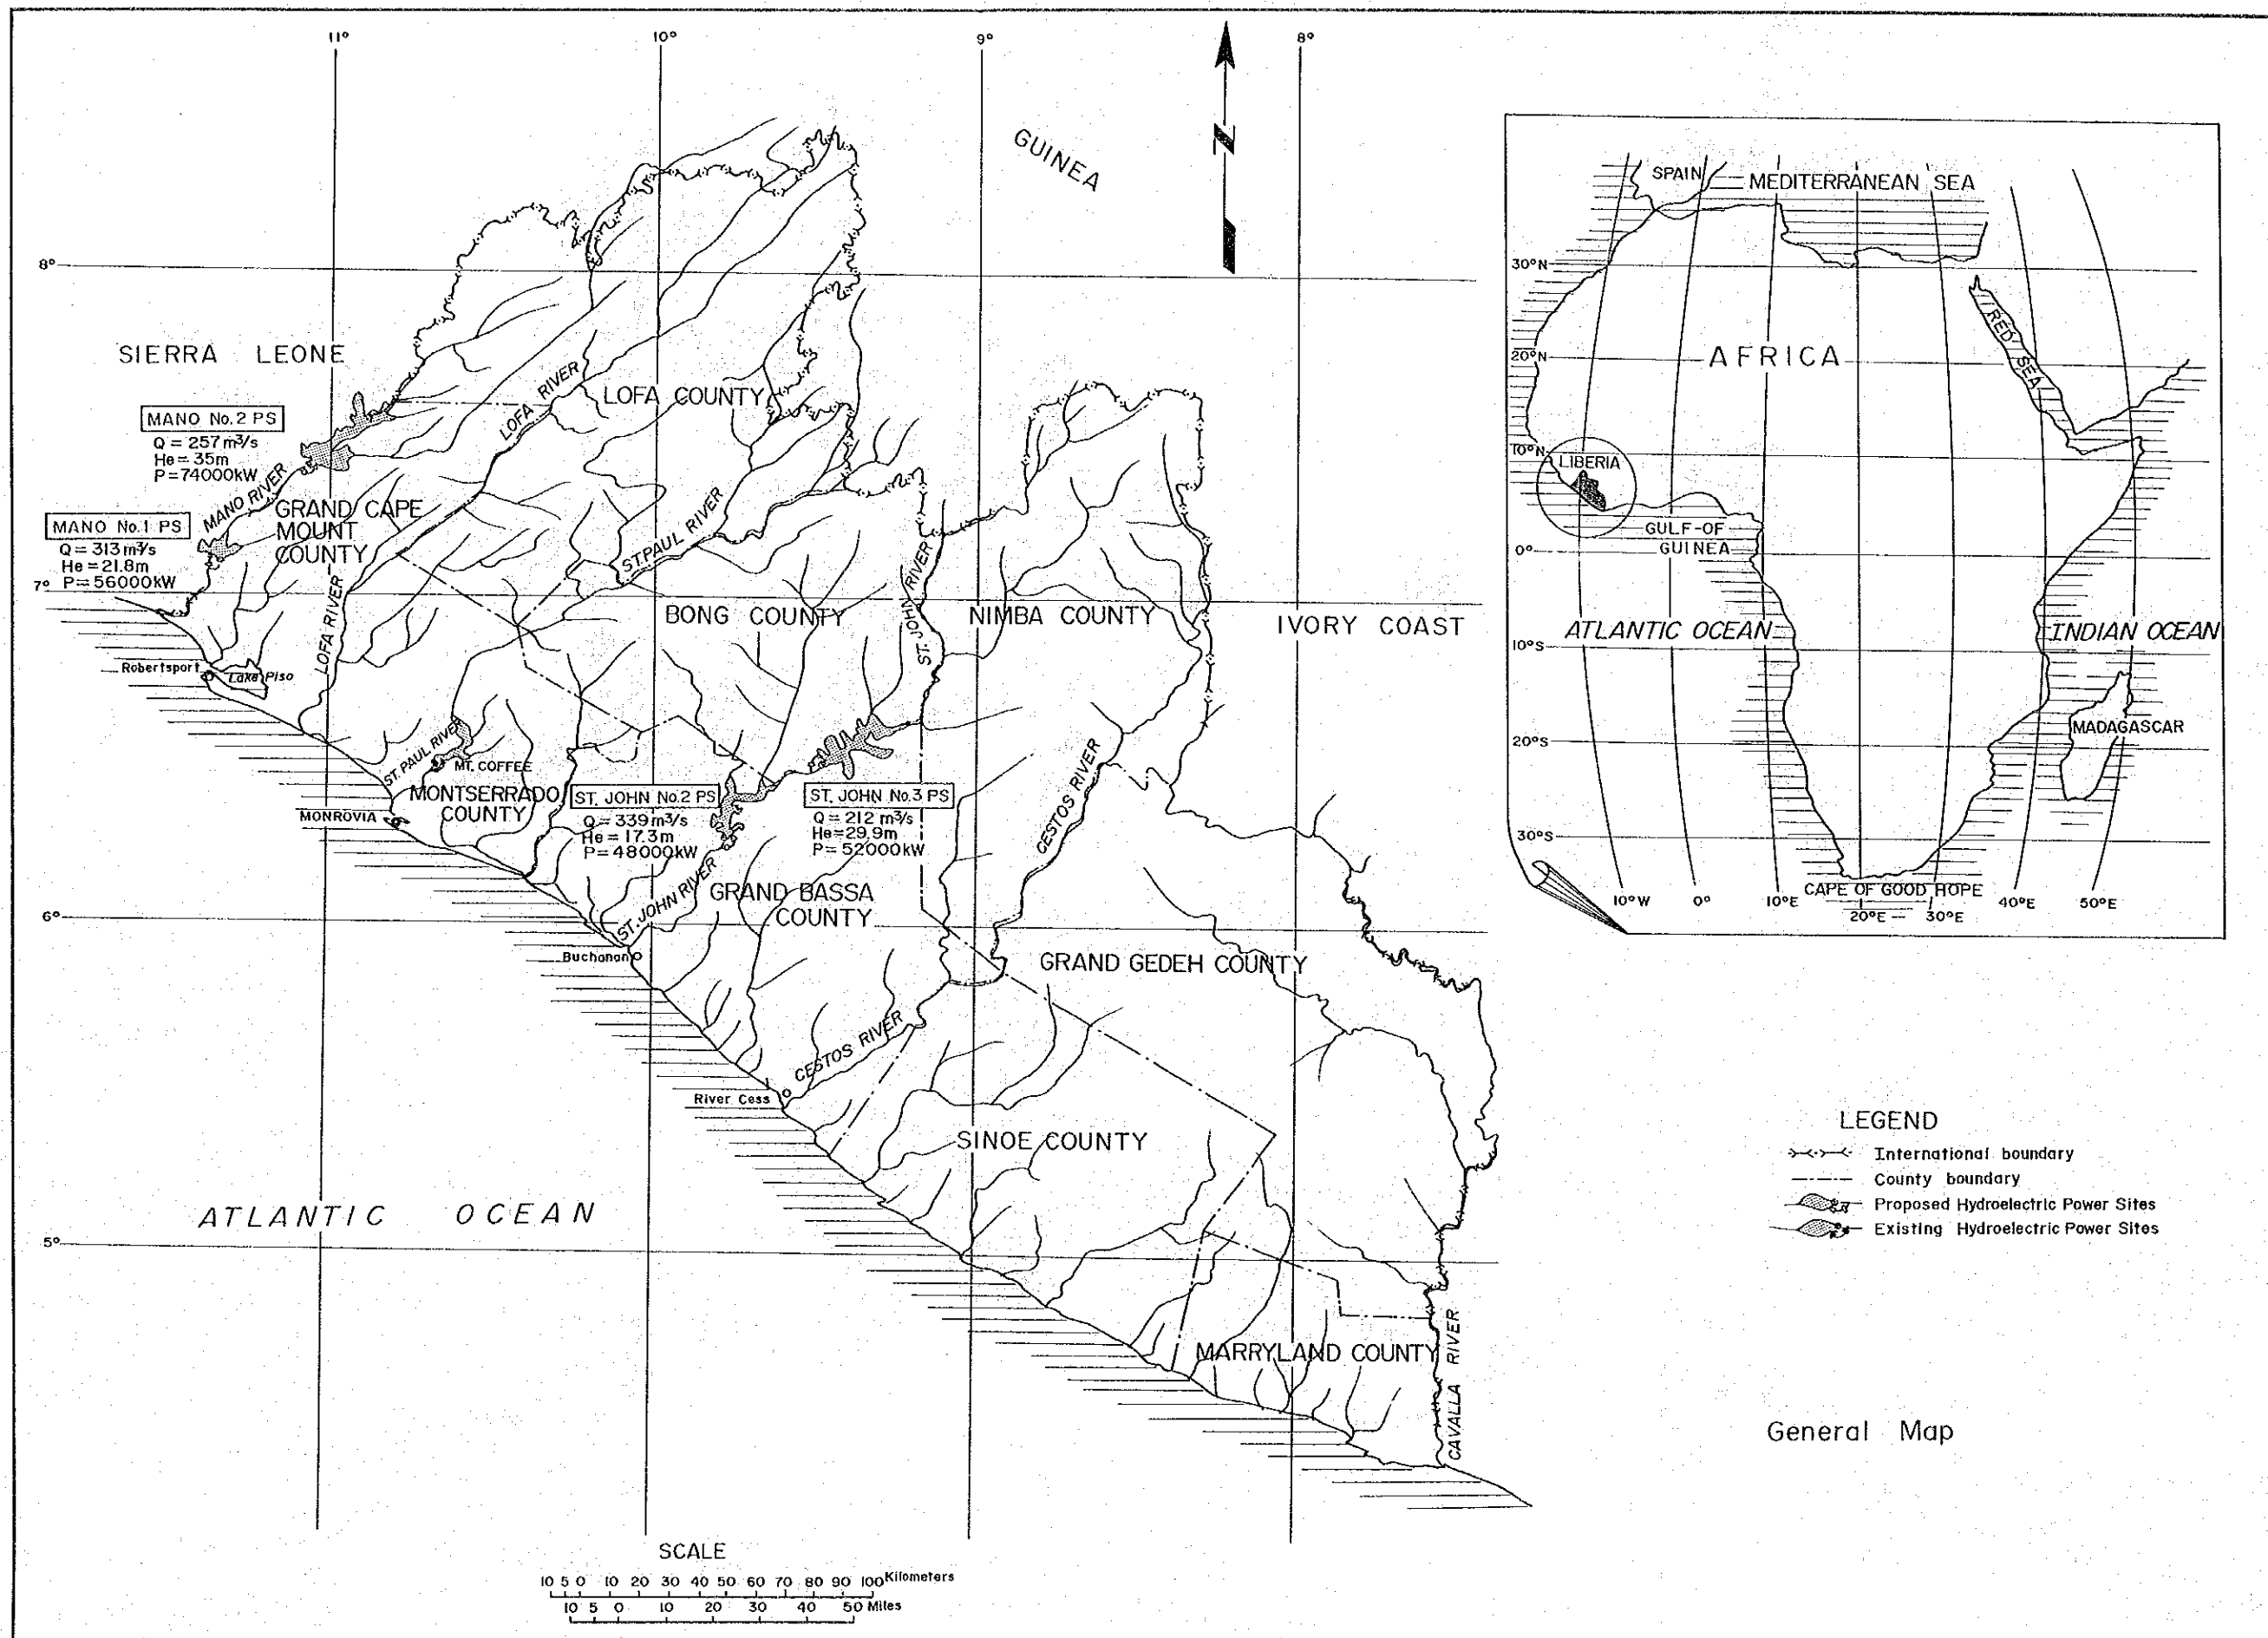 11°
10°
9°
8°
GUINEA
N
8°
SIERRA LEONE
MANO No.2 PS
Q = 257 m³/s
He = 35m
P = 74000kW
MANO RIVER
LOFA RIVER
LOFA COUNTY
GRAND CAPE
MOUNT
COUNTY
MANO No.1 PS
Q = 313 m³/s
He = 21.8m
P = 56000kW
7°
LOFA RIVER
ST. PAUL RIVER
BONG COUNTY
ST. JOHN RIVER
NIMBA COUNTY
IVORY COAST
Robertsport
Lake Piso
ST. PAUL RIVER
MT. COFFEE
MONTSERRADO
COUNTY
MONROVIA
ST. JOHN No.2 PS
Q = 339 m³/s
He = 17.3m
P = 48000kW
ST. JOHN No.3 PS
Q = 212 m³/s
He = 29.9m
P = 52000kW
CESTOS RIVER
ST. JOHN RIVER
GRAND BASSA
COUNTY
6°
Buchanan
GRAND GEDEH COUNTY
CESTOS RIVER
River Cess
SINOE COUNTY
ATLANTIC OCEAN
5°
MARRYLAND COUNTY
CAVALLA RIVER
SCALE
10 5 0 10 20 30 40 50 60 70 80 90 100 Kilometers
10 5 0 10 20 30 40 50 Miles
SPAIN
MEDITERRANEAN SEA
30°N
RED SEA
20°N
AFRICA
10°N
LIBERIA
GULF-OF
GUINEA
0°
ATLANTIC OCEAN
INDIAN OCEAN
10°S
MADAGASCAR
20°S
30°S
CAPE OF GOOD HOPE
10°W 0° 10°E 20°E 30°E 40°E 50°E
LEGEND
International boundary
County boundary
Proposed Hydroelectric Power Sites
Existing Hydroelectric Power Sites
General Map